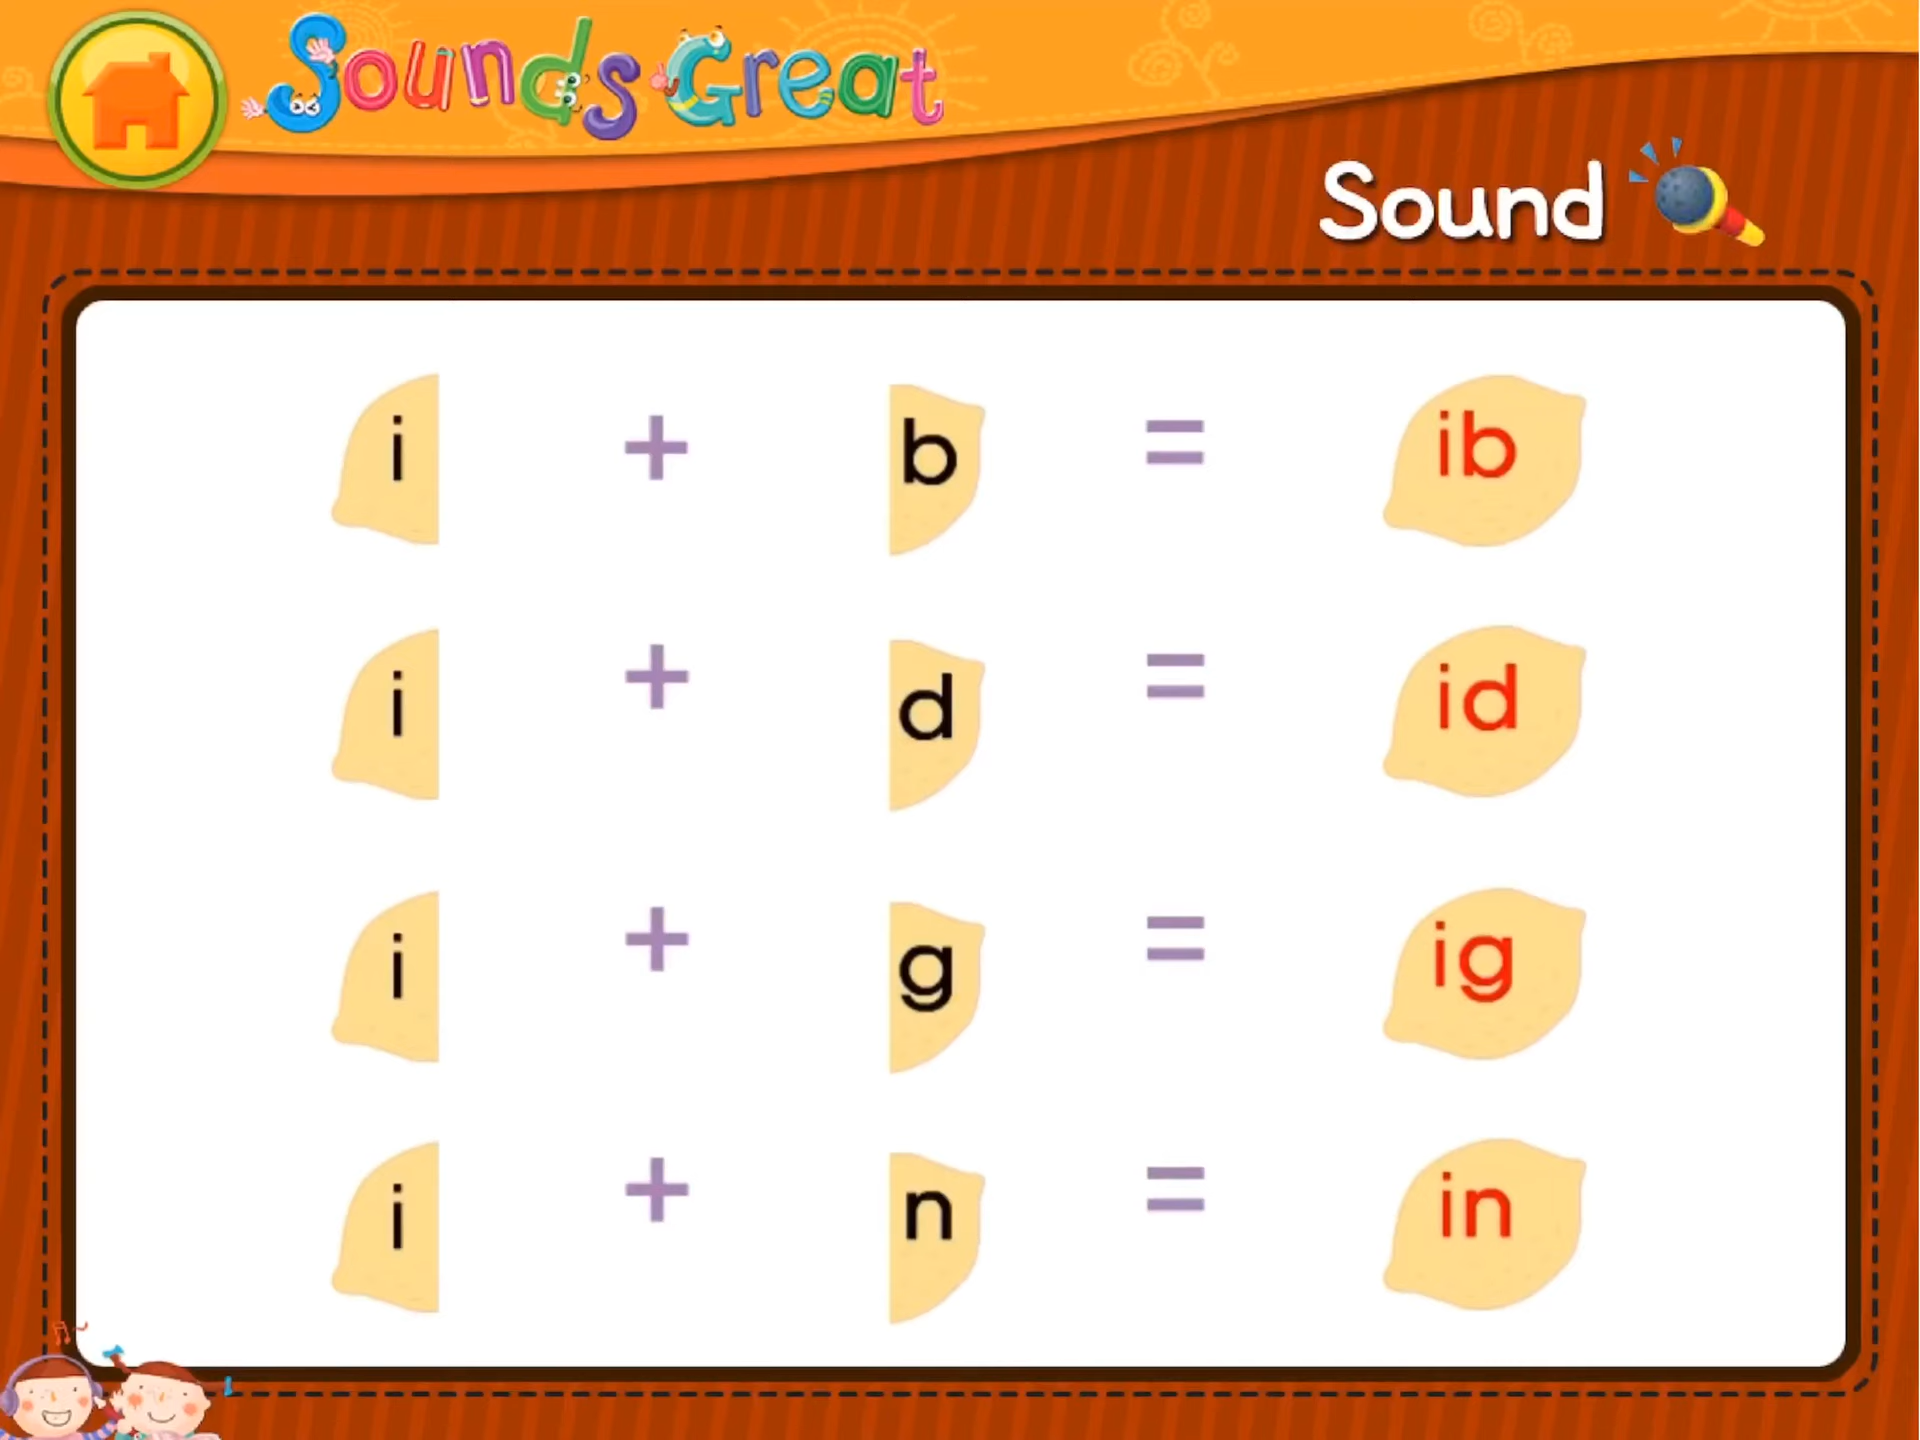 Sounds Great
Sound
i + b = ib
i + d = id
i + g = ig
i + n = in